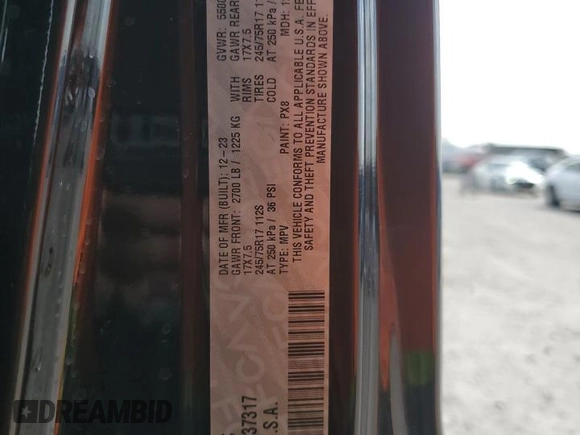 DATE OF MFR (BUILT): 12-23 GVWR: 5500
GAWR FRONT: 2700 LB / 1225 KG WITH GAWR REAR
17X7.5 RIMS 17X7.5
245/75R17 112S TIRES 245/75R17 11
AT 250 kPa / 36 PSI COLD AT 250 kPa /
TYPE: MPV PAINT: PX8 MDH: 1
THIS VEHICLE CONFORMS TO ALL APPLICABLE U.S.A. FE
SAFETY AND THEFT PREVENTION STANDARDS IN EFF
MANUFACTURE SHOWN ABOVE.
37317
.S.A.
DREAMBID